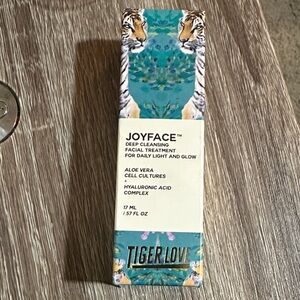 JOYFACE™
DEEP CLEANSING
FACIAL TREATMENT
FOR DAILY LIGHT AND GLOW
ALOE VERA
CELL CULTURES
+
HYALURONIC ACID
COMPLEX
17 ML
/ .57 FL OZ
TIGER LOVE